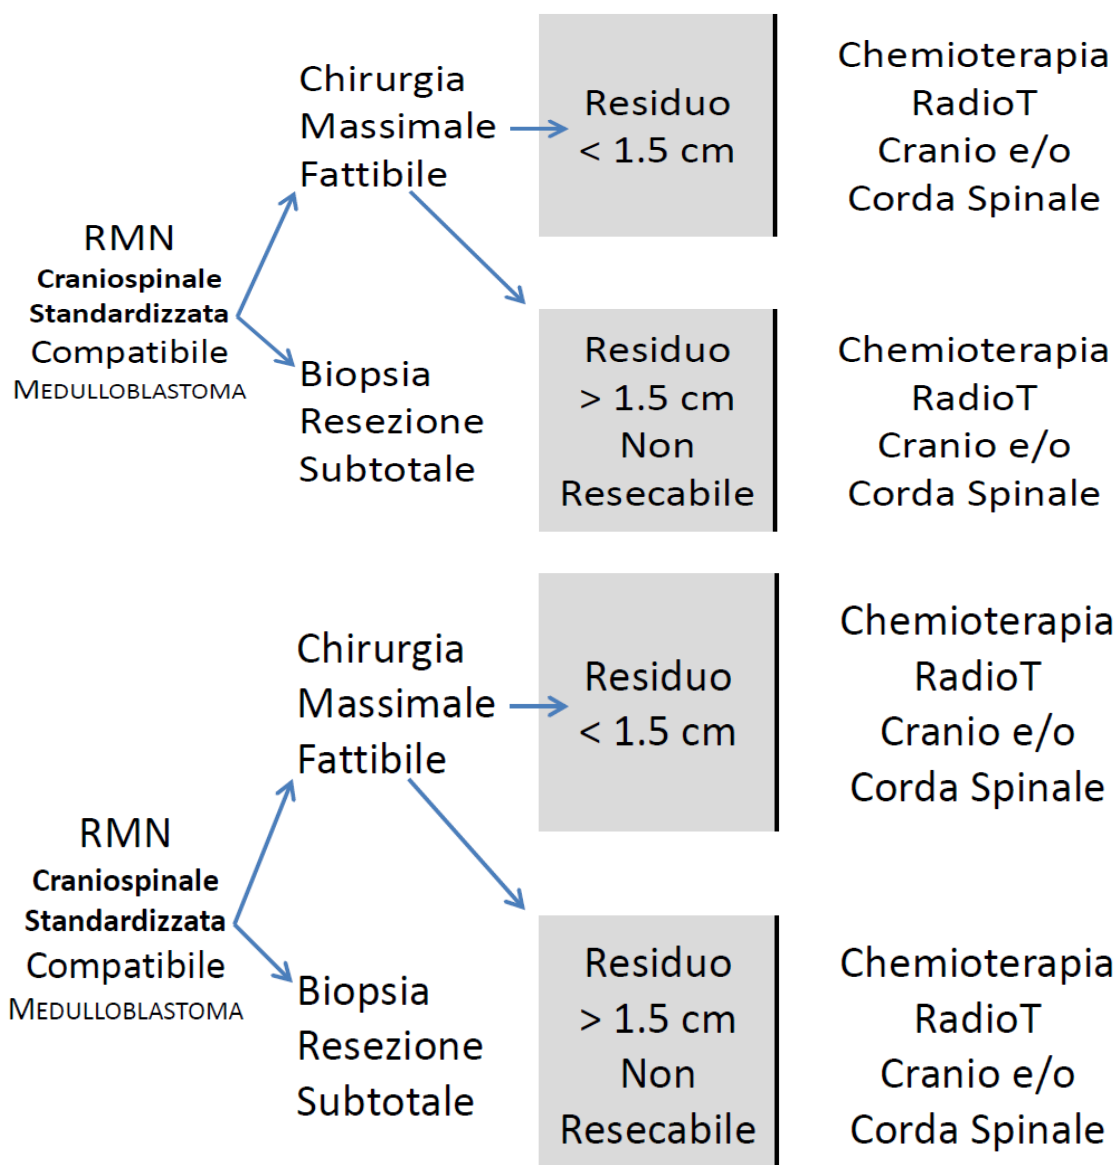 RMN
Craniospinale
Standardizzata
Compatibile
MEDULLOBLASTOMA
Chirurgia
Massimale
Fattibile
Biopsia
Resezione
Subtotale
Residuo
< 1.5 cm
Residuo
> 1.5 cm
Non
Resecabile
Chemioterapia
RadioT
Cranio e/o
Corda Spinale
Chemioterapia
RadioT
Cranio e/o
Corda Spinale
RMN
Craniospinale
Standardizzata
Compatibile
MEDULLOBLASTOMA
Chirurgia
Massimale
Fattibile
Biopsia
Resezione
Subtotale
Residuo
< 1.5 cm
Residuo
> 1.5 cm
Non
Resecabile
Chemioterapia
RadioT
Cranio e/o
Corda Spinale
Chemioterapia
RadioT
Cranio e/o
Corda Spinale